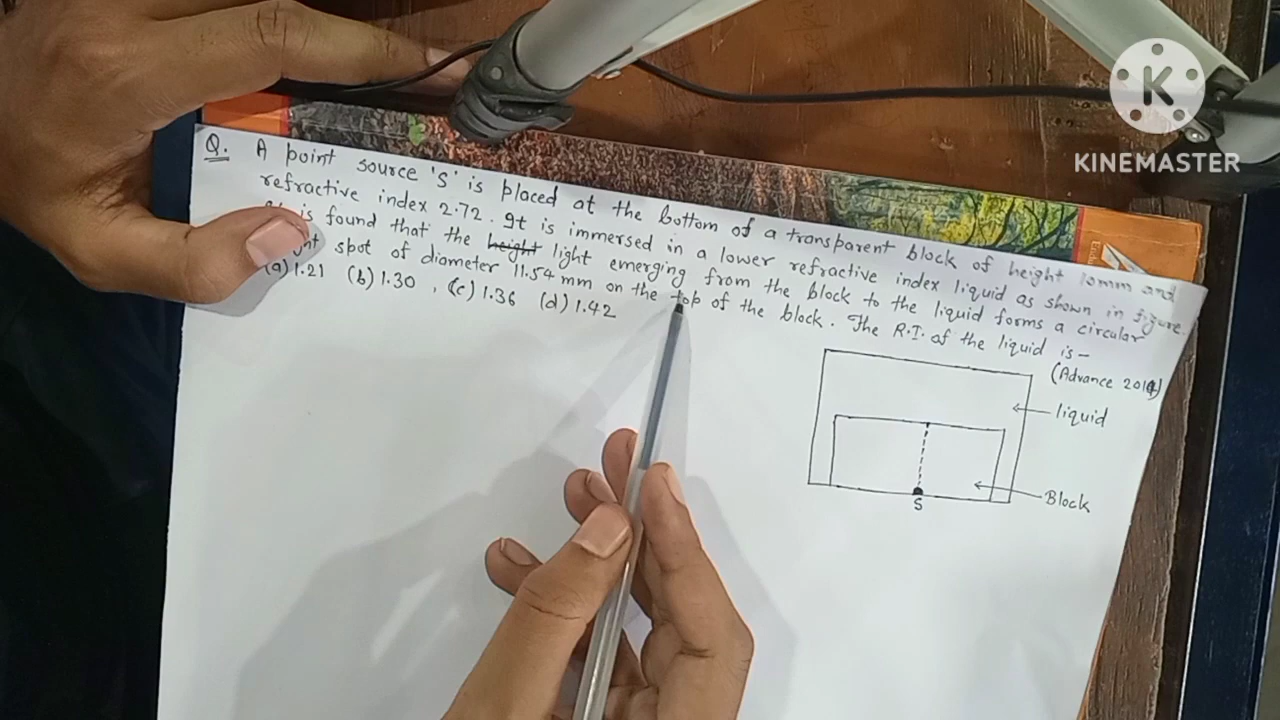 Q. A point source 's' is placed at the bottom of a transparent block of height 10mm and
refractive index 2.72. It is immersed in a lower refractive index liquid as shown in figure
is found that the height light emerging from the block to the liquid forms a circular
spot of diameter 11.54 mm on the top of the block. The R.I. of the liquid is-
(a) 1.21 (b) 1.30 , (c) 1.36 (d) 1.42
(Advance 2014)
liquid
Block
S
K
KINEMASTER